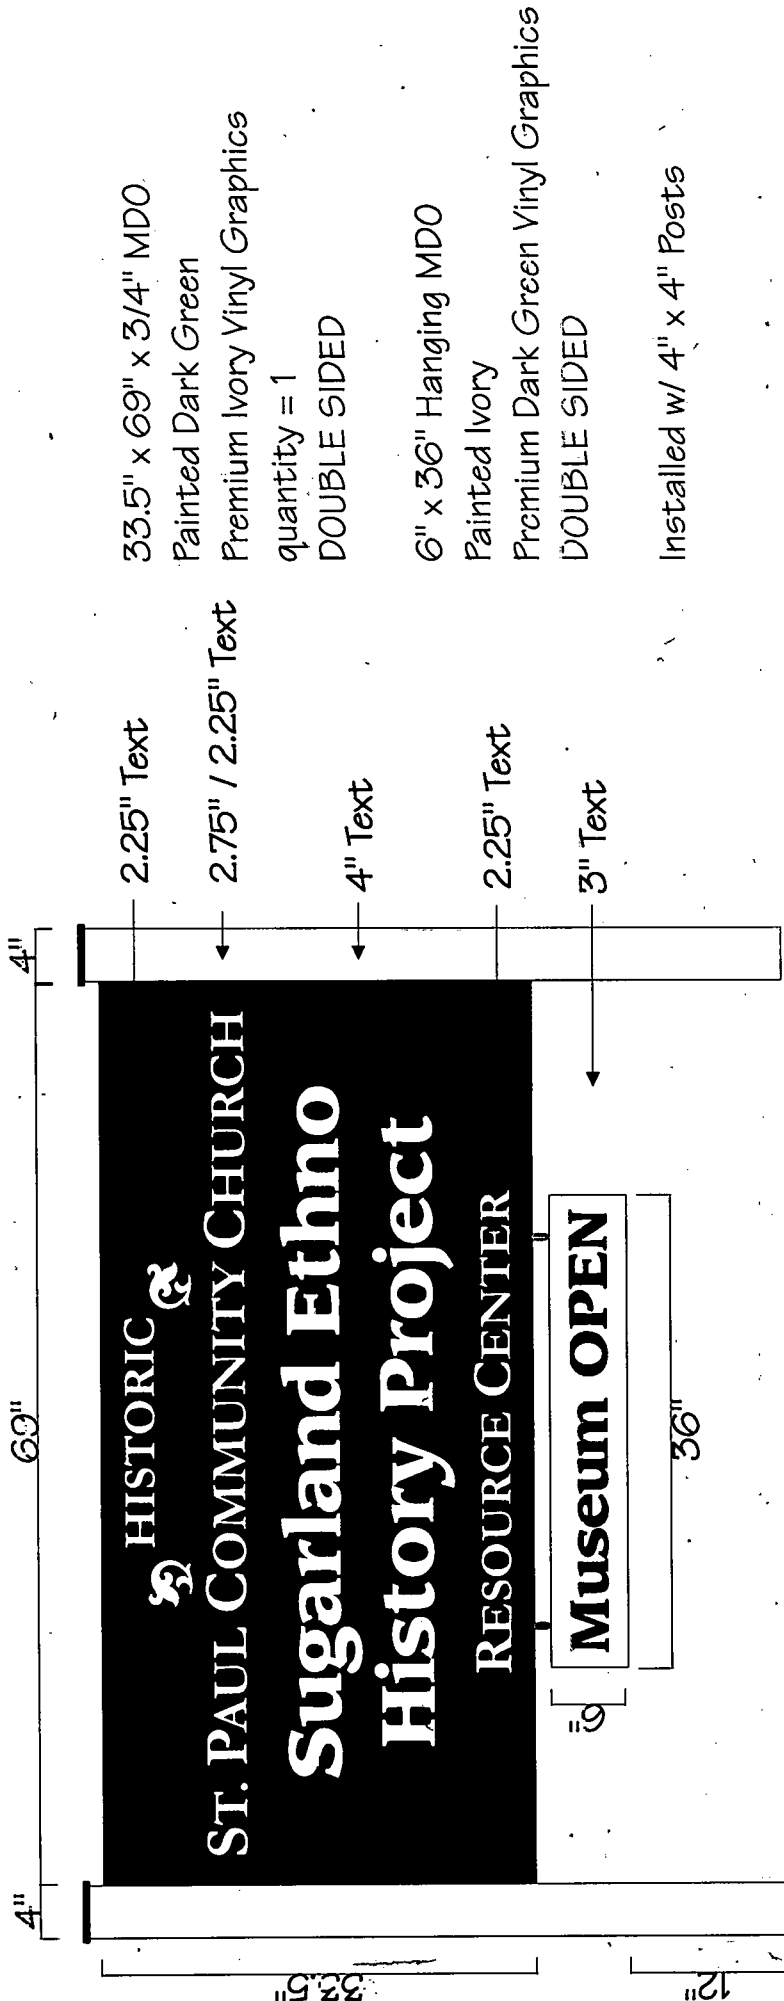 4"
69"
4"
HISTORIC
ST. PAUL COMMUNITY CHURCH
Sugarland Ethno
History Project
RESOURCE CENTER
Museum OPEN
33.5"
6"
36"
12"
2.25" Text
2.75" / 2.25" Text
4" Text
2.25" Text
3" Text
33.5" x 69" x 3/4" MDO
Painted Dark Green
Premium Ivory Vinyl Graphics
quantity = 1
DOUBLE SIDED
6" x 36" Hanging MDO
Painted Ivory
Premium Dark Green Vinyl Graphics
DOUBLE SIDED
Installed w/ 4" x 4" Posts